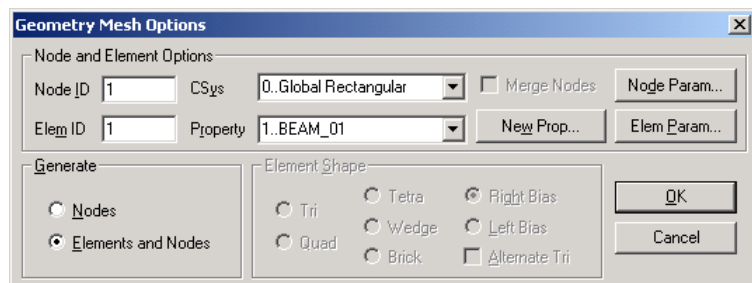 Geometry Mesh Options
Node and Element Options
Node ID 1 CSys 0..Global Rectangular Merge Nodes Node Param...
Elem ID 1 Property 1..BEAM_01 New Prop... Elem Param...
Generate
Nodes
Elements and Nodes
Element Shape
Tri Tetra Right Bias
Quad Wedge Left Bias
Brick Alternate Tri
OK
Cancel